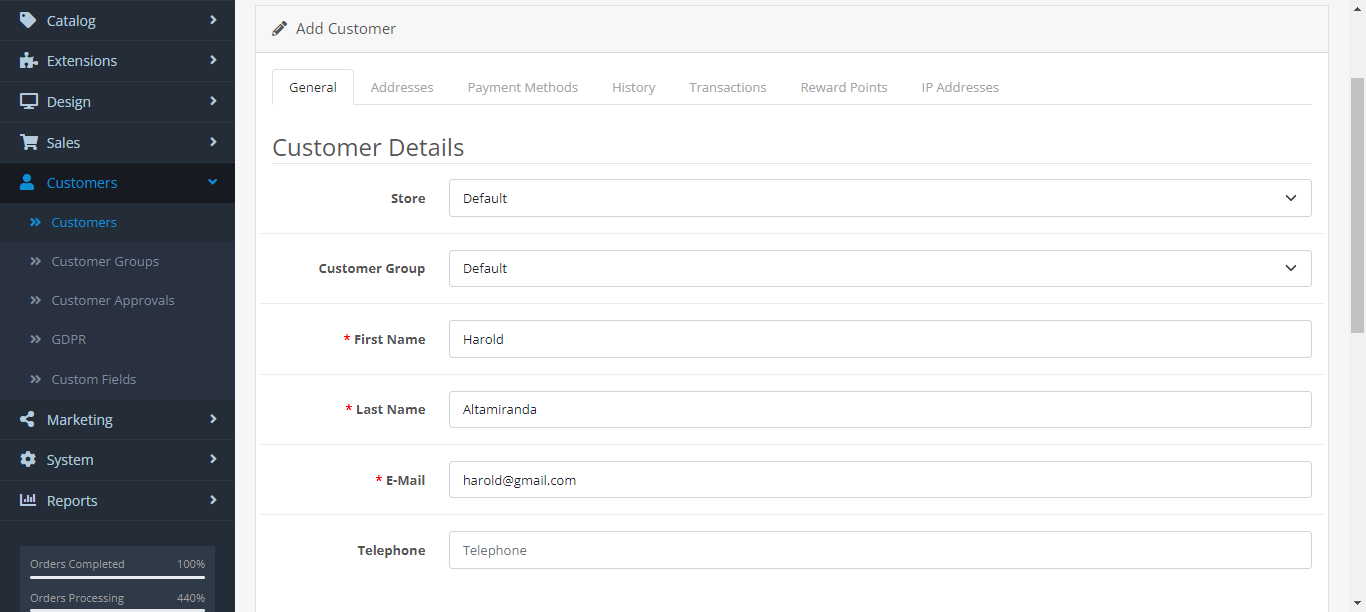 Catalog
Extensions
Design
Sales
Customers
Customers
Customer Groups
Customer Approvals
GDPR
Custom Fields
Marketing
System
Reports
Orders Completed 100%
Orders Processing 440%
Add Customer
General Addresses Payment Methods History Transactions Reward Points IP Addresses
Customer Details
Store Default
Customer Group Default
* First Name Harold
* Last Name Altamiranda
* E-Mail harold@gmail.com
Telephone Telephone